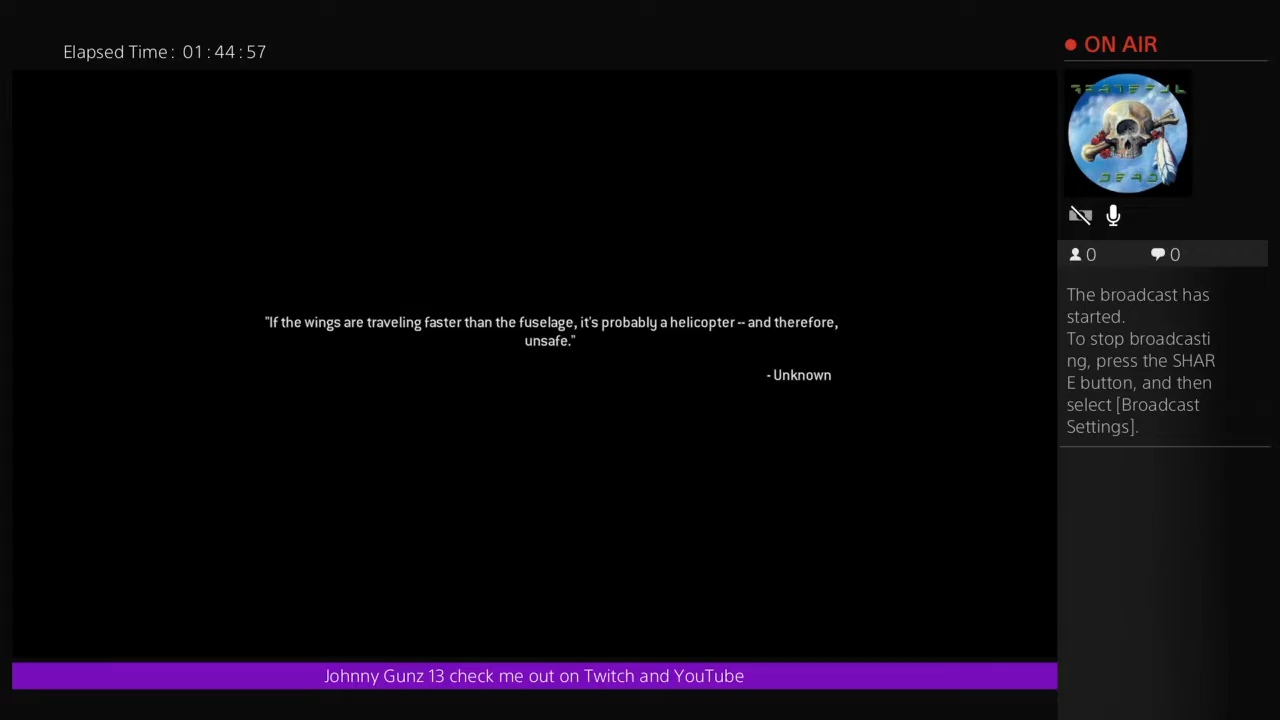 Elapsed Time: 01:44:57
ON AIR
GRATEFUL
DEAD
0 0
The broadcast has
started.
To stop broadcasti
ng, press the SHAR
E button, and then
select [Broadcast
Settings].
"If the wings are traveling faster than the fuselage, it's probably a helicopter -- and therefore,
unsafe."
- Unknown
Johnny Gunz 13 check me out on Twitch and YouTube